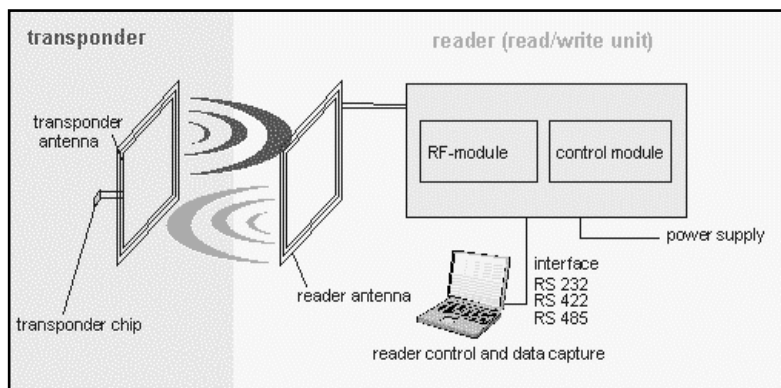 transponder
reader (read/write unit)
transponder
antenna
RF-module
control module
power supply
interface
RS 232
RS 422
RS 485
reader antenna
transponder chip
reader control and data capture